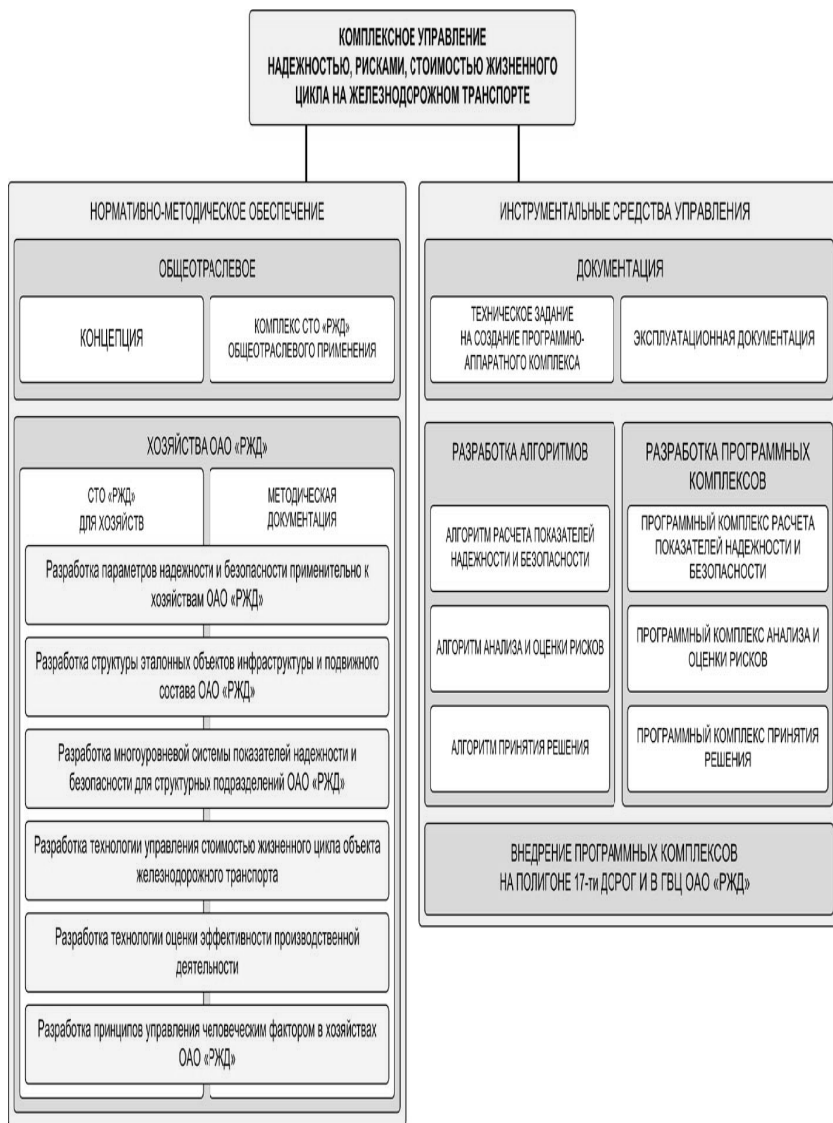 КОМПЛЕКСНОЕ УПРАВЛЕНИЕ
НАДЕЖНОСТЬЮ, РИСКАМИ, СТОИМОСТЬЮ ЖИЗНЕННОГО
ЦИКЛА НА ЖЕЛЕЗНОДОРОЖНОМ ТРАНСПОРТЕ
НОРМАТИВНО-МЕТОДИЧЕСКОЕ ОБЕСПЕЧЕНИЕ
ОБЩЕОТРАСЛЕВОЕ
КОНЦЕПЦИЯ
КОМПЛЕКС СТО «РЖД»
ОБЩЕОТРАСЛЕВОГО ПРИМЕНЕНИЯ
ХОЗЯЙСТВА ОАО «РЖД»
СТО «РЖД»
ДЛЯ ХОЗЯЙСТВ
МЕТОДИЧЕСКАЯ
ДОКУМЕНТАЦИЯ
Разработка параметров надежности и безопасности применительно к
хозяйствам ОАО «РЖД»
Разработка структуры эталонных объектов инфраструктуры и подвижного
состава ОАО «РЖД»
Разработка многоуровневой системы показателей надежности и
безопасности для структурных подразделений ОАО «РЖД»
Разработка технологии управления стоимостью жизненного цикла объекта
железнодорожного транспорта
Разработка технологии оценки эффективности производственной
деятельности
Разработка принципов управления человеческим фактором в хозяйствах
ОАО «РЖД»
ИНСТРУМЕНТАЛЬНЫЕ СРЕДСТВА УПРАВЛЕНИЯ
ДОКУМЕНТАЦИЯ
ТЕХНИЧЕСКОЕ ЗАДАНИЕ
НА СОЗДАНИЕ ПРОГРАММНО-
АППАРАТНОГО КОМПЛЕКСА
ЭКСПЛУАТАЦИОННАЯ ДОКУМЕНТАЦИЯ
РАЗРАБОТКА АЛГОРИТМОВ
АЛГОРИТМ РАСЧЕТА ПОКАЗАТЕЛЕЙ
НАДЕЖНОСТИ И БЕЗОПАСНОСТИ
АЛГОРИТМ АНАЛИЗА И ОЦЕНКИ РИСКОВ
АЛГОРИТМ ПРИНЯТИЯ РЕШЕНИЯ
РАЗРАБОТКА ПРОГРАММНЫХ
КОМПЛЕКСОВ
ПРОГРАММНЫЙ КОМПЛЕКС РАСЧЕТА
ПОКАЗАТЕЛЕЙ НАДЕЖНОСТИ И
БЕЗОПАСНОСТИ
ПРОГРАММНЫЙ КОМПЛЕКС АНАЛИЗА И
ОЦЕНКИ РИСКОВ
ПРОГРАММНЫЙ КОМПЛЕКС ПРИНЯТИЯ
РЕШЕНИЯ
ВНЕДРЕНИЕ ПРОГРАММНЫХ КОМПЛЕКСОВ
НА ПОЛИГОНЕ 17-ти ДОРОГ И В ГВЦ ОАО «РЖД»